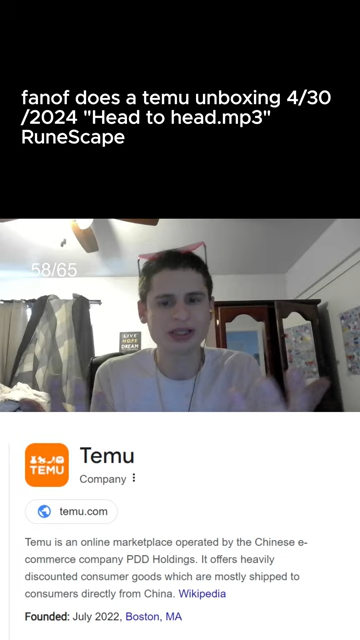 fanof does a temu unboxing 4/30
/2024 "Head to head.mp3"
RuneScape
58/65
LIVE
HOPE
DREAM
TEMU
Temu
Company
temu.com
Temu is an online marketplace operated by the Chinese e-
commerce company PDD Holdings. It offers heavily
discounted consumer goods which are mostly shipped to
consumers directly from China. Wikipedia
Founded: July 2022, Boston, MA